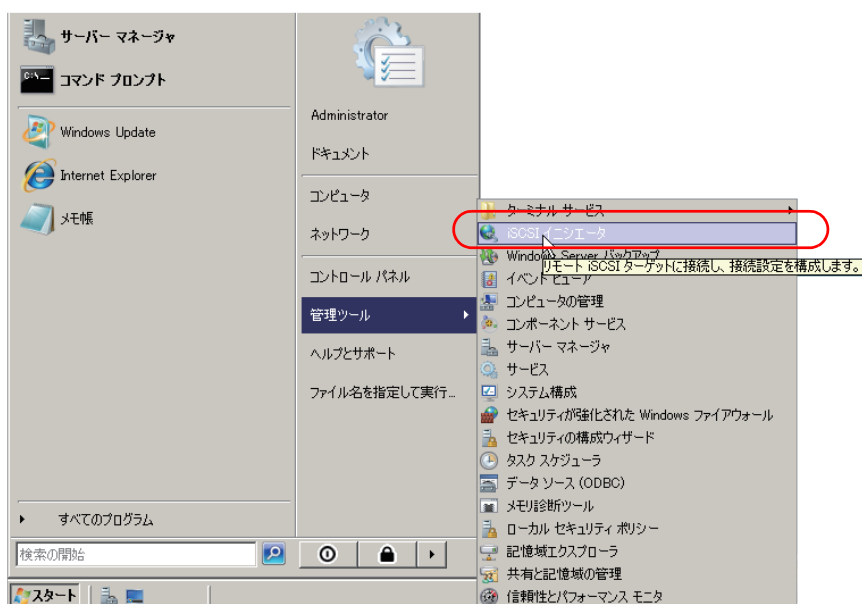 サーバー マネージャ
コマンド プロンプト
Windows Update
Internet Explorer
メモ帳
すべてのプログラム
検索の開始
スタート
Administrator
ドキュメント
コンピュータ
ネットワーク
コントロール パネル
管理ツール
ヘルプとサポート
ファイル名を指定して実行...
ターミナル サービス
iSCSI イニシエータ
Windows Server バックアップ
リモート iSCSI ターゲットに接続し、接続設定を構成します。
イベント ビューア
コンピュータの管理
コンポーネント サービス
サーバー マネージャ
サービス
システム構成
セキュリティが強化された Windows ファイアウォール
セキュリティの構成ウィザード
タスク スケジューラ
データ ソース (ODBC)
メモリ診断ツール
ローカル セキュリティ ポリシー
記憶域エクスプローラ
共有と記憶域の管理
信頼性とパフォーマンス モニタ